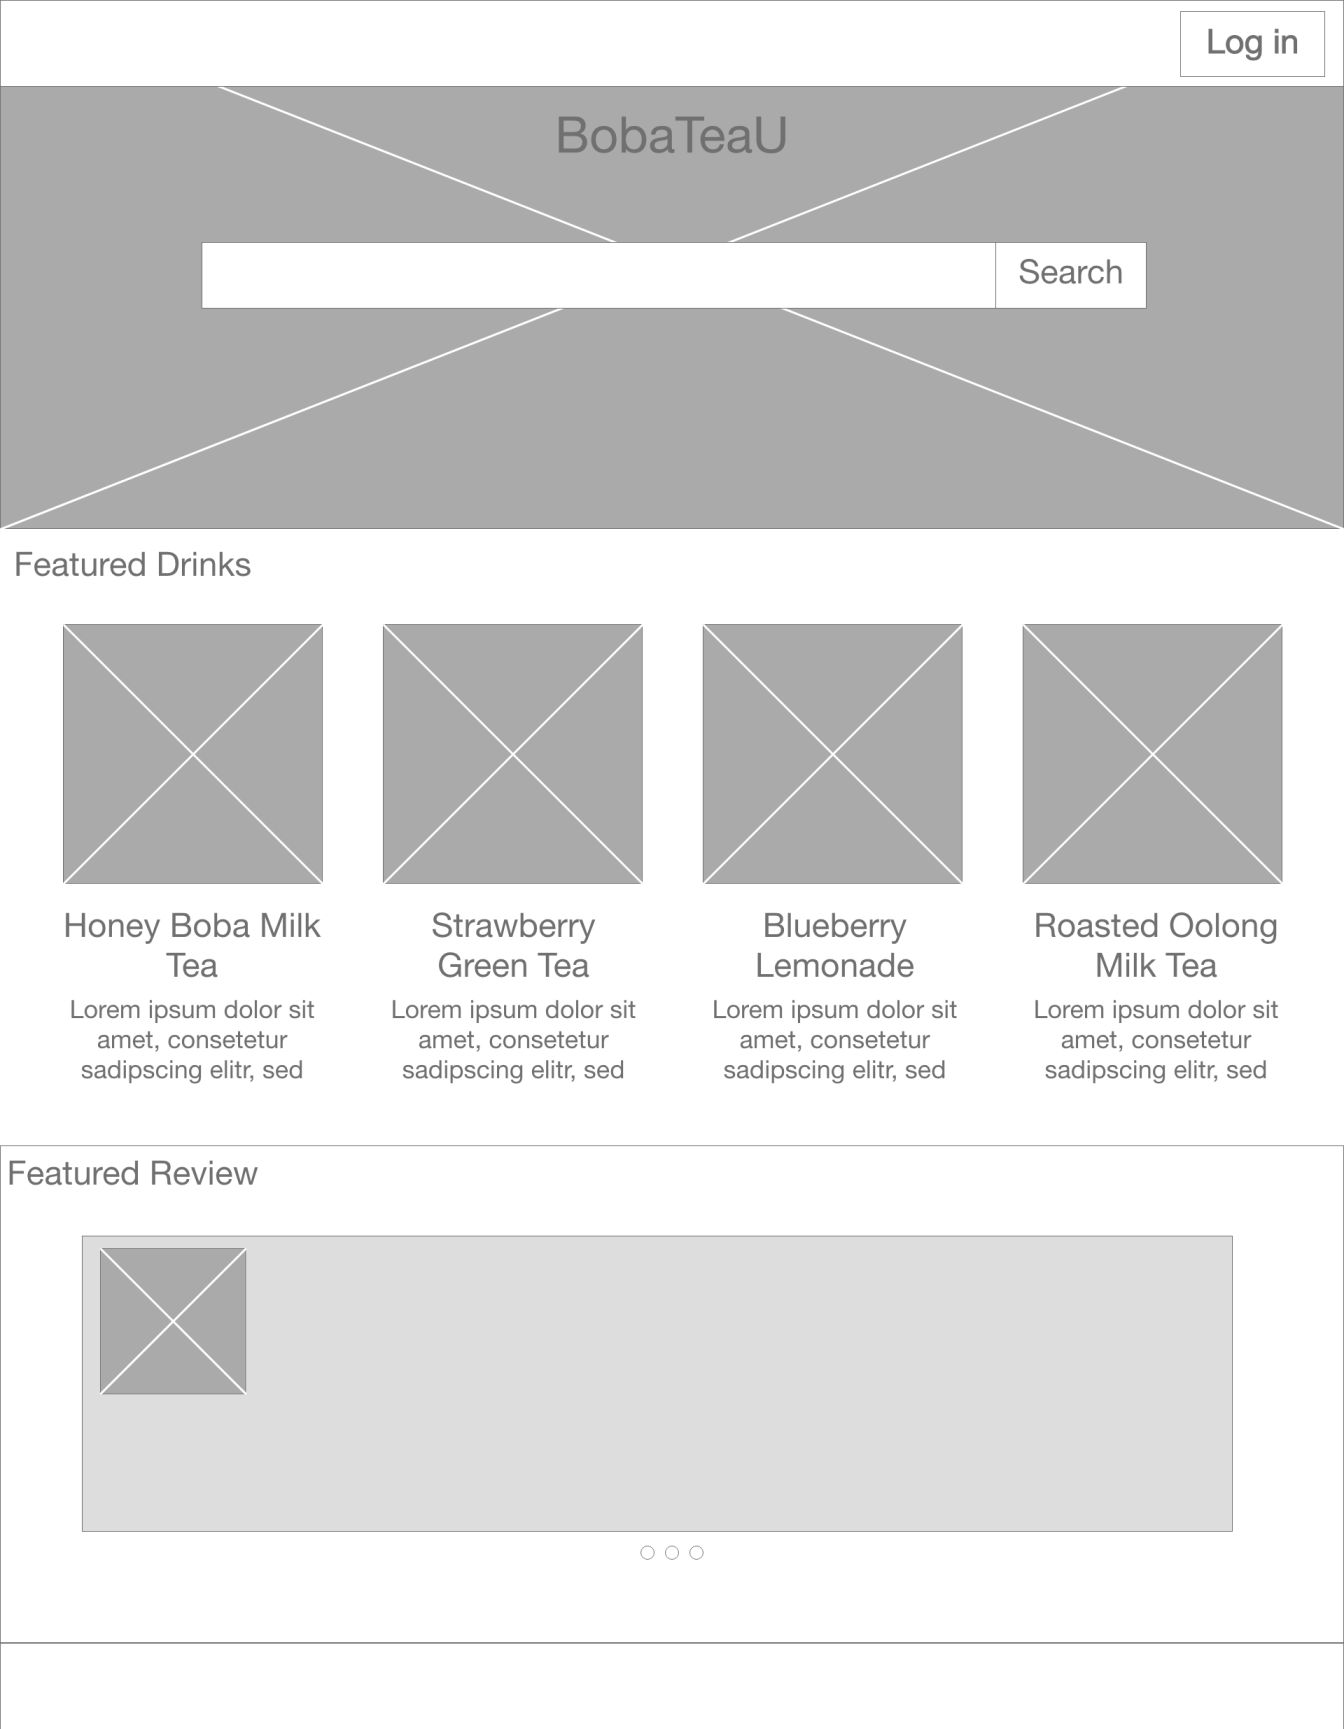 Log in
BobaTeaU
Search
Featured Drinks
Honey Boba Milk
Tea
Lorem ipsum dolor sit
amet, consetetur
sadipscing elitr, sed
Strawberry
Green Tea
Lorem ipsum dolor sit
amet, consetetur
sadipscing elitr, sed
Blueberry
Lemonade
Lorem ipsum dolor sit
amet, consetetur
sadipscing elitr, sed
Roasted Oolong
Milk Tea
Lorem ipsum dolor sit
amet, consetetur
sadipscing elitr, sed
Featured Review